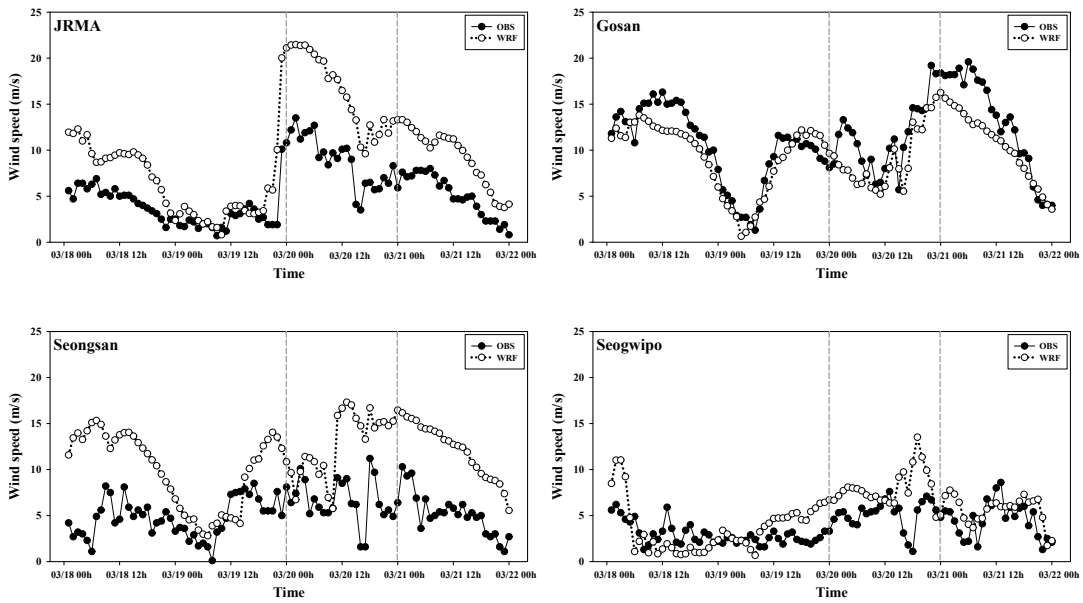 JRMA
OBS
WRF
Wind speed (m/s)
25
20
15
10
5
0
03/18 00h 03/18 12h 03/19 00h 03/19 12h 03/20 00h 03/20 12h 03/21 00h 03/21 12h 03/22 00h
Time
Gosan
OBS
WRF
Wind speed (m/s)
25
20
15
10
5
0
03/18 00h 03/18 12h 03/19 00h 03/19 12h 03/20 00h 03/20 12h 03/21 00h 03/21 12h 03/22 00h
Time
Seongsan
OBS
WRF
Wind speed (m/s)
25
20
15
10
5
0
03/18 00h 03/18 12h 03/19 00h 03/19 12h 03/20 00h 03/20 12h 03/21 00h 03/21 12h 03/22 00h
Time
Seogwipo
OBS
WRF
Wind speed (m/s)
25
20
15
10
5
0
03/18 00h 03/18 12h 03/19 00h 03/19 12h 03/20 00h 03/20 12h 03/21 00h 03/21 12h 03/22 00h
Time